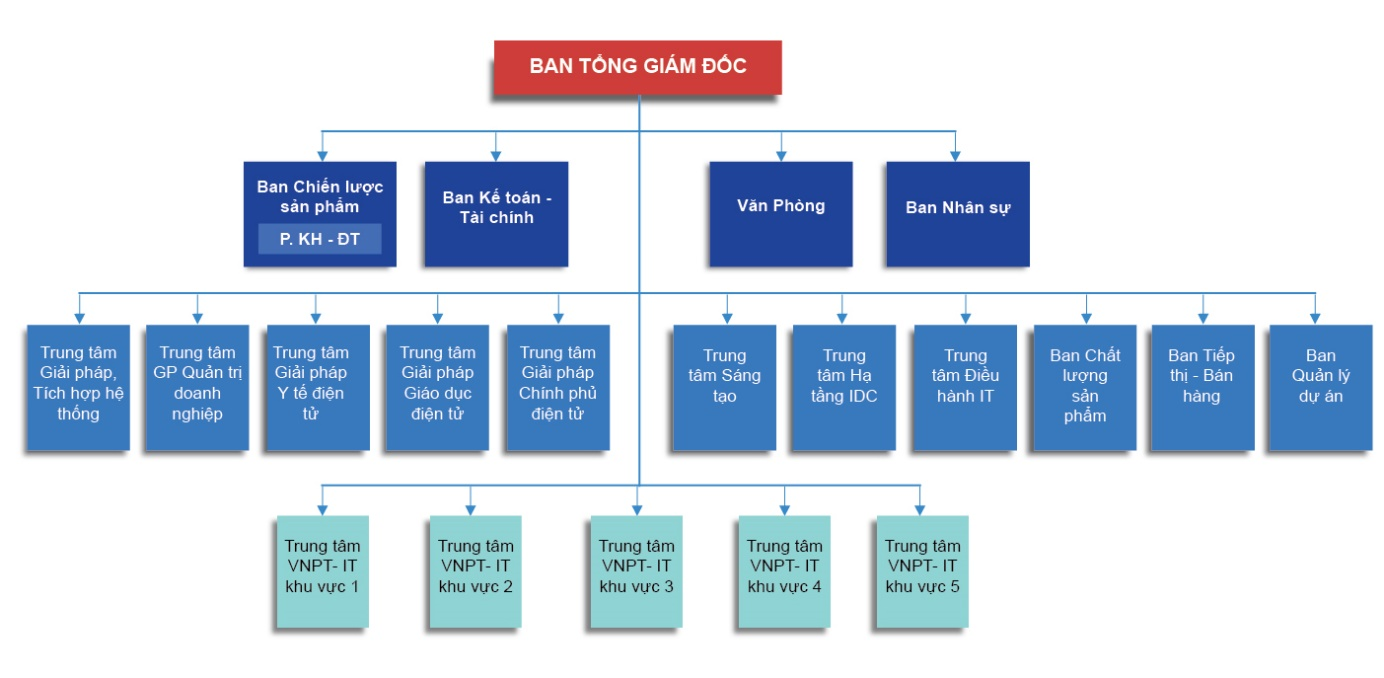 BAN TỔNG GIÁM ĐỐC
Ban Chiến lược
sản phẩm
P. KH - ĐT
Ban Kế toán -
Tài chính
Văn Phòng
Ban Nhân sự
Trung tâm
Giải pháp,
Tích hợp hệ
thống
Trung tâm
GP Quản trị
doanh
nghiệp
Trung tâm
Giải pháp
Y tế điện
tử
Trung tâm
Giải pháp
Giáo dục
điện tử
Trung tâm
Giải pháp
Chính phủ
điện tử
Trung
tâm Sáng
tạo
Trung
tâm Hạ
tầng IDC
Trung
tâm Điều
hành IT
Ban Chất
lượng
sản
phẩm
Ban Tiếp
thị - Bán
hàng
Ban
Quản lý
dự án
Trung tâm
VNPT- IT
khu vực 1
Trung tâm
VNPT- IT
khu vực 2
Trung tâm
VNPT- IT
khu vực 3
Trung tâm
VNPT- IT
khu vực 4
Trung tâm
VNPT- IT
khu vực 5